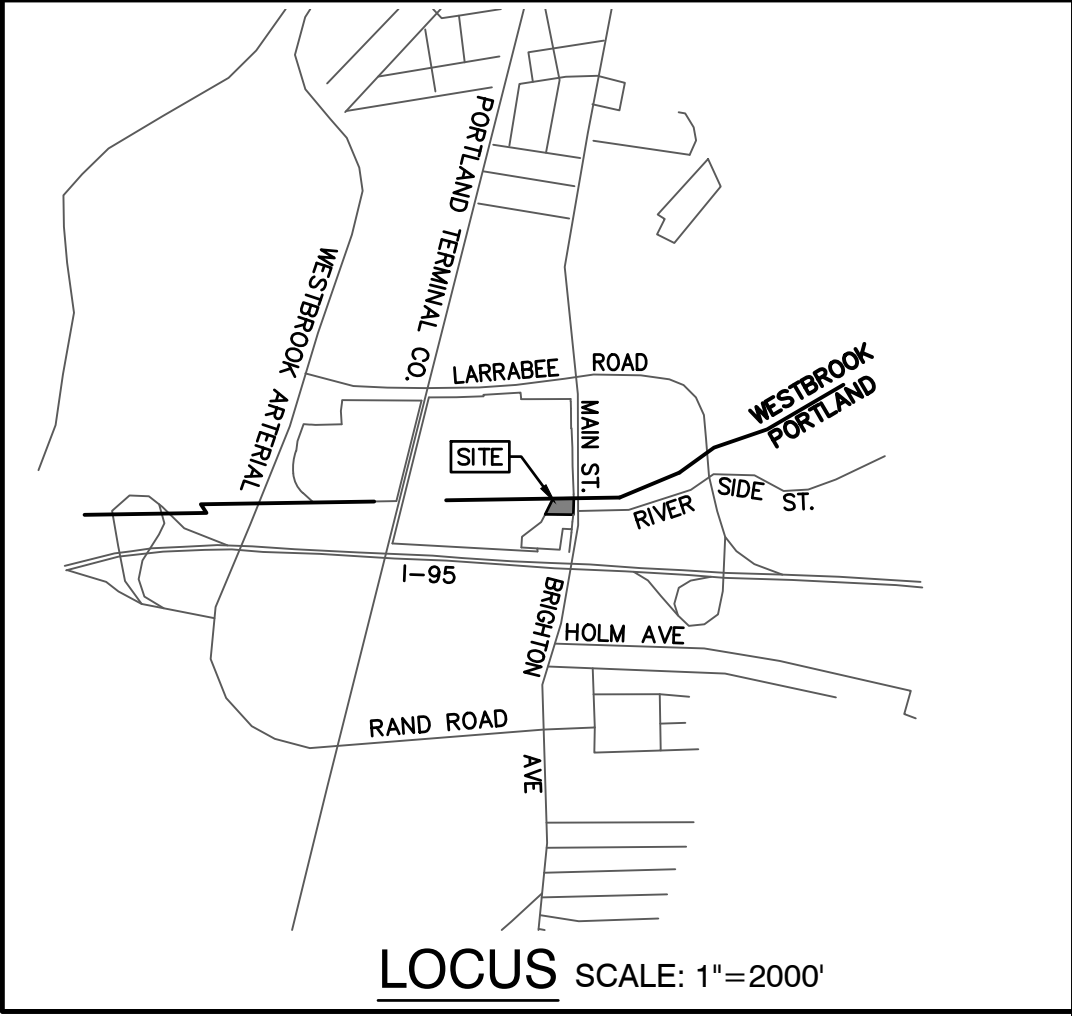 PORTLAND TERMINAL CO.
WESTBROOK ARTERIAL
LARRABEE ROAD
WESTBROOK
PORTLAND
MAIN ST.
SITE
RIVER SIDE ST.
I-95
BRIGHTON AVE
HOLM AVE
RAND ROAD
LOCUS SCALE: 1"=2000'